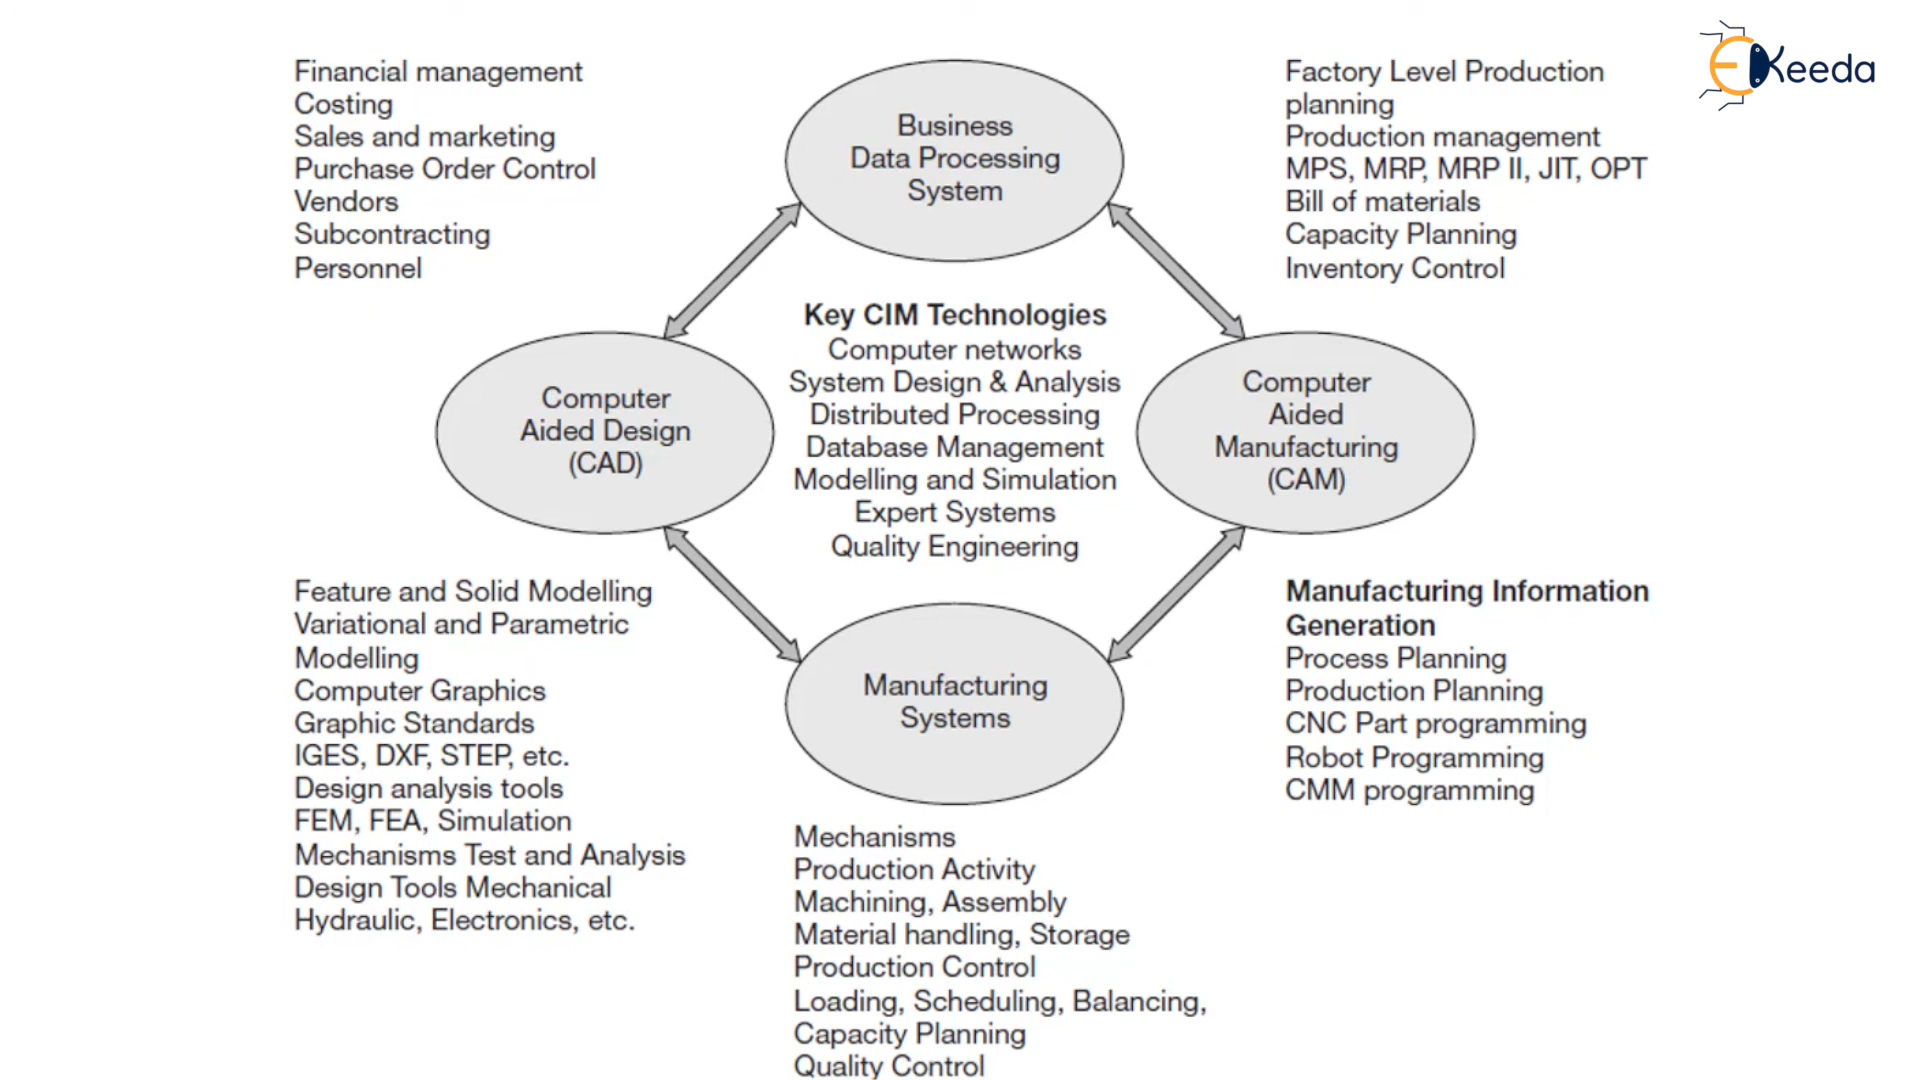 Financial management
Costing
Sales and marketing
Purchase Order Control
Vendors
Subcontracting
Personnel
Business
Data Processing
System
Factory Level Production
planning
Production management
MPS, MRP, MRP II, JIT, OPT
Bill of materials
Capacity Planning
Inventory Control
EKeeda
Computer
Aided Design
(CAD)
Key CIM Technologies
Computer networks
System Design & Analysis
Distributed Processing
Database Management
Modelling and Simulation
Expert Systems
Quality Engineering
Computer
Aided
Manufacturing
(CAM)
Feature and Solid Modelling
Variational and Parametric
Modelling
Computer Graphics
Graphic Standards
IGES, DXF, STEP, etc.
Design analysis tools
FEM, FEA, Simulation
Mechanisms Test and Analysis
Design Tools Mechanical
Hydraulic, Electronics, etc.
Manufacturing
Systems
Mechanisms
Production Activity
Machining, Assembly
Material handling, Storage
Production Control
Loading, Scheduling, Balancing,
Capacity Planning
Quality Control
Manufacturing Information
Generation
Process Planning
Production Planning
CNC Part programming
Robot Programming
CMM programming